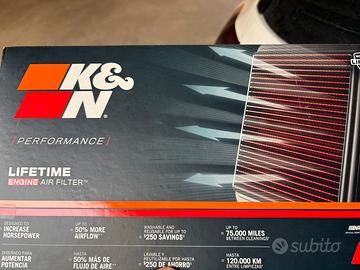 K&N
PERFORMANCE
LIFETIME
ENGINE AIR FILTER™
DESIGNED TO
INCREASE
HORSEPOWER
UP TO
50% MORE
AIRFLOW*
WASHABLE AND
REUSABLE FOR UP TO
$250 SAVINGS*
UP TO
75,000 MILES
BETWEEN CLEANINGS*
DISEÑADO PARA
AUMENTAR
POTENCIA
HASTA
50% MÁS DE
FLUJO DE AIRE*
LAVABLE Y
REUTILIZABLE POR HASTA
$250 DE AHORRO*
HASTA
120.000 KM
ENTRE LIMPIEZAS*
subito